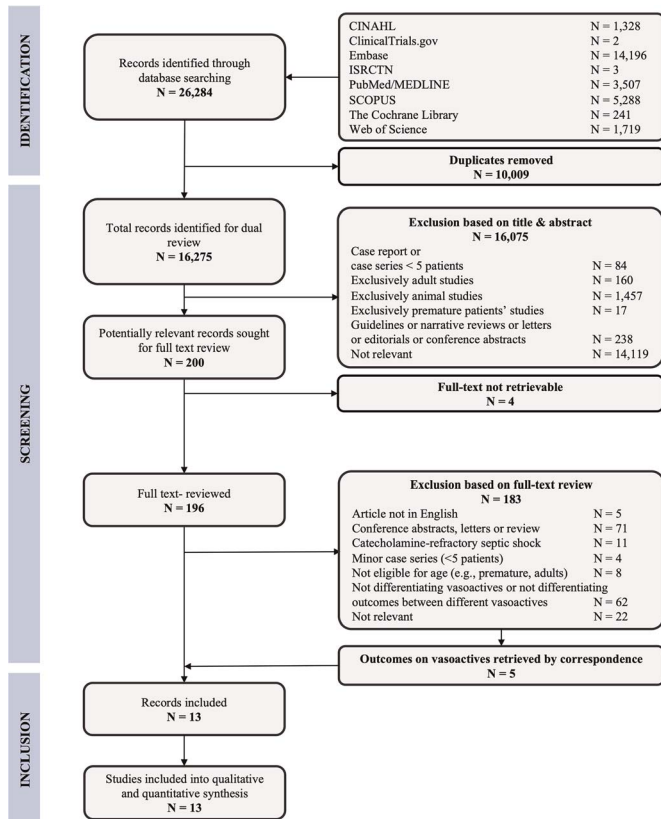 IDENTIFICATION
Records identified through
database searching
N = 26,284
CINAHL N = 1,328
ClinicalTrials.gov N = 2
Embase N = 14,196
ISRCTN N = 3
PubMed/MEDLINE N = 3,507
SCOPUS N = 5,288
The Cochrane Library N = 241
Web of Science N = 1,719
Duplicates removed
N = 10,009
SCREENING
Total records identified for dual
review
N = 16,275
Exclusion based on title & abstract
N = 16,075
Case report or
case series < 5 patients N = 84
Exclusively adult studies N = 160
Exclusively animal studies N = 1,457
Exclusively premature patients' studies N = 17
Guidelines or narrative reviews or letters
or editorials or conference abstracts N = 238
Not relevant N = 14,119
Potentially relevant records sought
for full text review
N = 200
Full-text not retrievable
N = 4
Full text- reviewed
N = 196
Exclusion based on full-text review
N = 183
Article not in English N = 5
Conference abstracts, letters or review N = 71
Catecholamine-refractory septic shock N = 11
Minor case series (<5 patients) N = 4
Not eligible for age (e.g., premature, adults) N = 8
Not differentiating vasoactives or not differentiating
outcomes between different vasoactives N = 62
Not relevant N = 22
Outcomes on vasoactives retrieved by correspondence
N = 5
INCLUSION
Records included
N = 13
Studies included into qualitative
and quantitative synthesis
N = 13